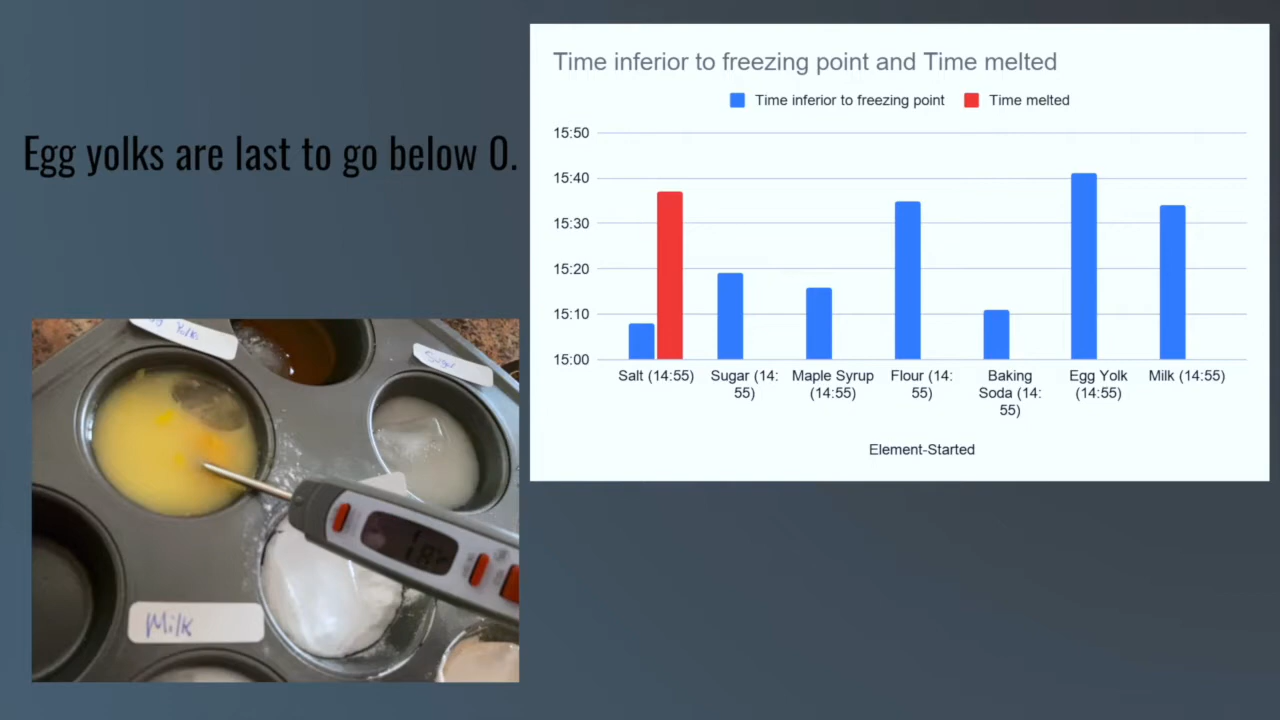 Egg yolks are last to go below 0.
Time inferior to freezing point and Time melted
Time inferior to freezing point
Time melted
15:50
15:40
15:30
15:20
15:10
15:00
Salt (14:55)
Sugar (14:
55)
Maple Syrup
(14:55)
Flour (14:
55)
Baking
Soda (14:
55)
Egg Yolk
(14:55)
Milk (14:55)
Element-Started
Yolks
Sugar
Milk